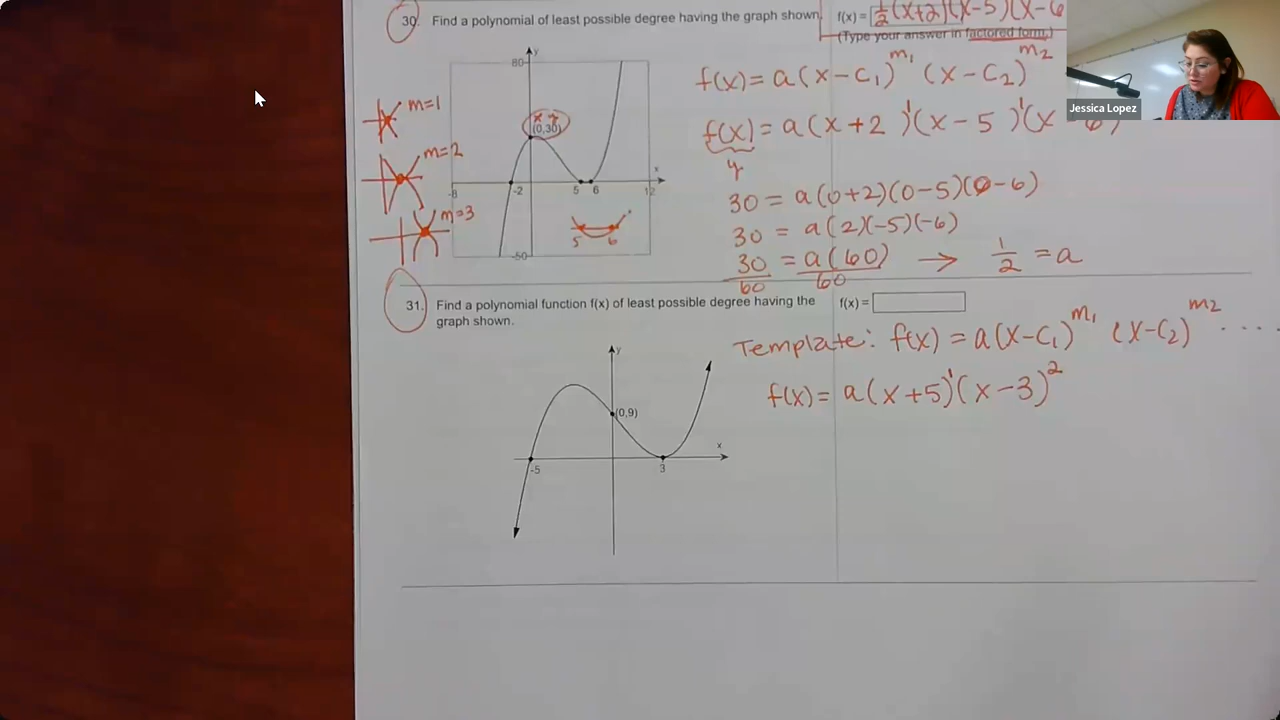 30. Find a polynomial of least possible degree having the graph shown.
f(x) = 1/2 (x+2)(x-5)(x-6
(Type your answer in factored form.)
f(x) = a(x-c₁)^m₁ (x-c₂)^m₂
f(x) = a(x+2)¹(x-5)¹(x-6)
y
30 = a(0+2)(0-5)(0-6)
30 = a(2)(-5)(-6)
30/60 = a(60)/60 → 1/2 = a
m=1
m=2
m=3
y
80
x y
(0,30)
x
-8
-2
5
6
12
-50
5 6
31. Find a polynomial function f(x) of least possible degree having the
graph shown.
f(x) =
Template: f(x) = a(x-c₁)^m₁ (x-c₂)^m₂ ....
f(x) = a(x+5)¹(x-3)²
y
(0,9)
x
-5
3
Jessica Lopez